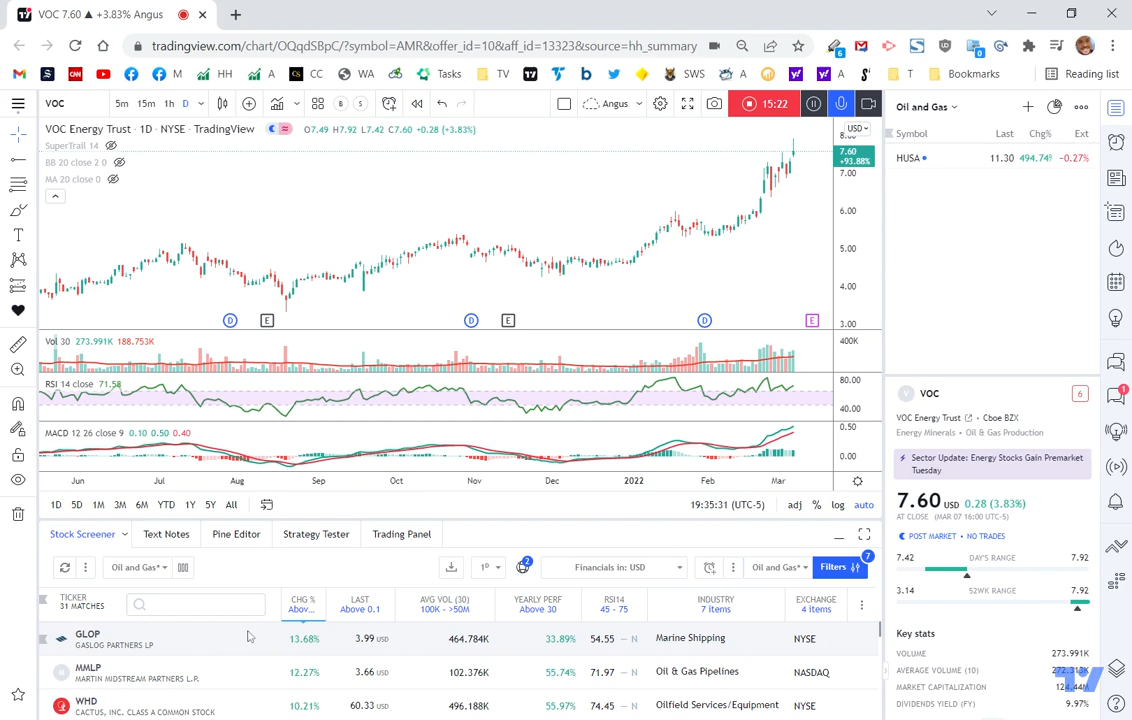 VOC 7.60 ▲ +3.83% Angus
tradingview.com/chart/OQqdSBpC/?symbol=AMR&offer_id=10&aff_id=13323&source=hh_summary
M HH A CC WA Tasks TV SWS A A T Bookmarks Reading list
VOC 5m 15m 1h D B S Angus 15:22
VOC Energy Trust · 1D · NYSE · TradingView O7.49 H7.92 L7.42 C7.60 +0.28 (+3.83%)
SuperTrail 14
BB 20 close 2 0
MA 20 close 0
USD
8.00
7.60
+93.88%
7.00
6.00
5.00
4.00
3.00
D E D E D E
Vol 30 273.991K 188.753K
400K
RSI 14 close 71.58
80.00
40.00
MACD 12 26 close 9 0.10 0.50 0.40
0.50
0.00
Jun Jul Aug Sep Oct Nov Dec 2022 Feb Mar
1D 5D 1M 3M 6M YTD 1Y 5Y All 19:35:31 (UTC-5) adj % log auto
Stock Screener Text Notes Pine Editor Strategy Tester Trading Panel
Oil and Gas* 2 1D Financials in: USD Oil and Gas* Filters 7
TICKER CHG % LAST AVG VOL (30) YEARLY PERF RSI14 INDUSTRY EXCHANGE
31 MATCHES Abov... Above 0.1 100K - >50M Above 30 45 - 75 7 items 4 items
GLOP 13.68% 3.99 USD 464.784K 33.89% 54.55 — N Marine Shipping NYSE
GASLOG PARTNERS LP
MMLP 12.27% 3.66 USD 102.376K 55.74% 71.97 — N Oil & Gas Pipelines NASDAQ
MARTIN MIDSTREAM PARTNERS L.P.
WHD 10.21% 60.33 USD 496.188K 55.97% 74.45 — N Oilfield Services/Equipment NYSE
CACTUS, INC. CLASS A COMMON STOCK
Oil and Gas
Symbol Last Chg% Ext
HUSA 11.30 494.74% -0.27%
VOC 6
VOC Energy Trust • Cboe BZX
Energy Minerals • Oil & Gas Production
Sector Update: Energy Stocks Gain Premarket
Tuesday
7.60 USD 0.28 (3.83%)
AT CLOSE (MAR 07 16:00 UTC-5)
POST MARKET • NO TRADES
7.42 DAY'S RANGE 7.92
3.14 52WK RANGE 7.92
Key stats
VOLUME 273.991K
AVERAGE VOLUME (10) 272.313K
MARKET CAPITALIZATION 124.44M
DIVIDENDS YIELD (FY) 9.97%